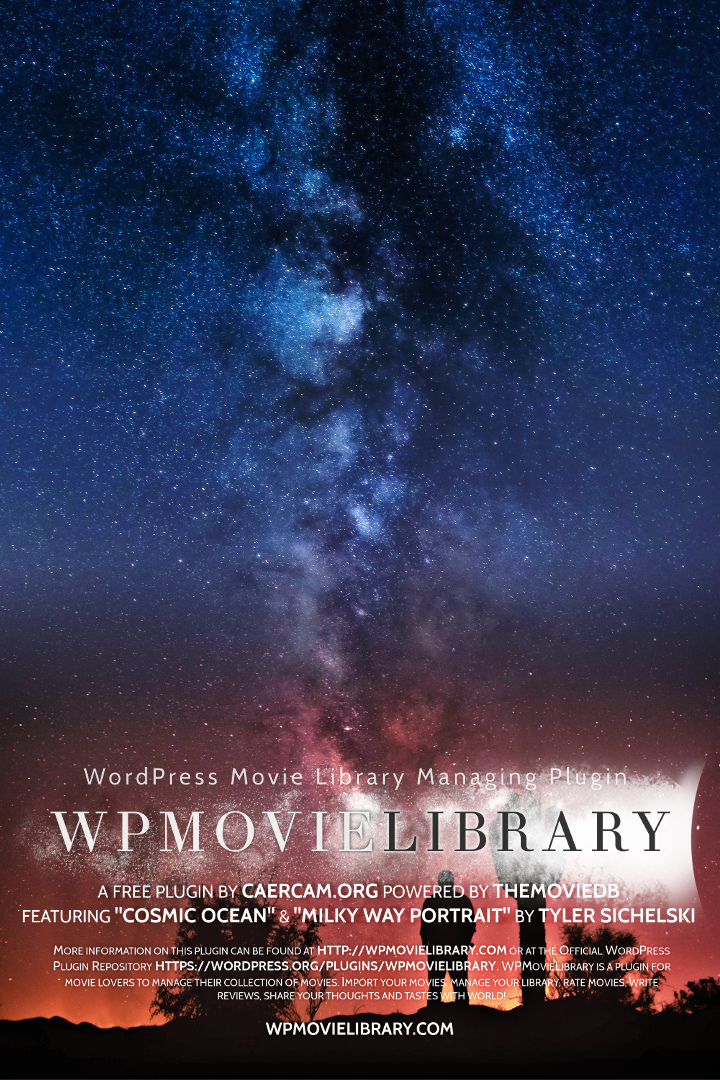 WordPress Movie Library Managing Plugin
WPMOVIELIBRARY
A FREE PLUGIN BY CAERCAM.ORG POWERED BY THEMOVIEDB
FEATURING "COSMIC OCEAN" & "MILKY WAY PORTRAIT" BY TYLER SICHELSKI
MORE INFORMATION ON THIS PLUGIN CAN BE FOUND AT HTTP://WPMOVIELIBRARY.COM OR AT THE OFFICIAL WORDPRESS
PLUGIN REPOSITORY HTTPS://WORDPRESS.ORG/PLUGINS/WPMOVIELIBRARY. WPMOVIELIBRARY IS A PLUGIN FOR
MOVIE LOVERS TO MANAGE THEIR COLLECTION OF MOVIES. IMPORT YOUR MOVIES, MANAGE YOUR LIBRARY, RATE MOVIES, WRITE
REVIEWS, SHARE YOUR THOUGHTS AND TASTES WITH WORLD!
WPMOVIELIBRARY.COM